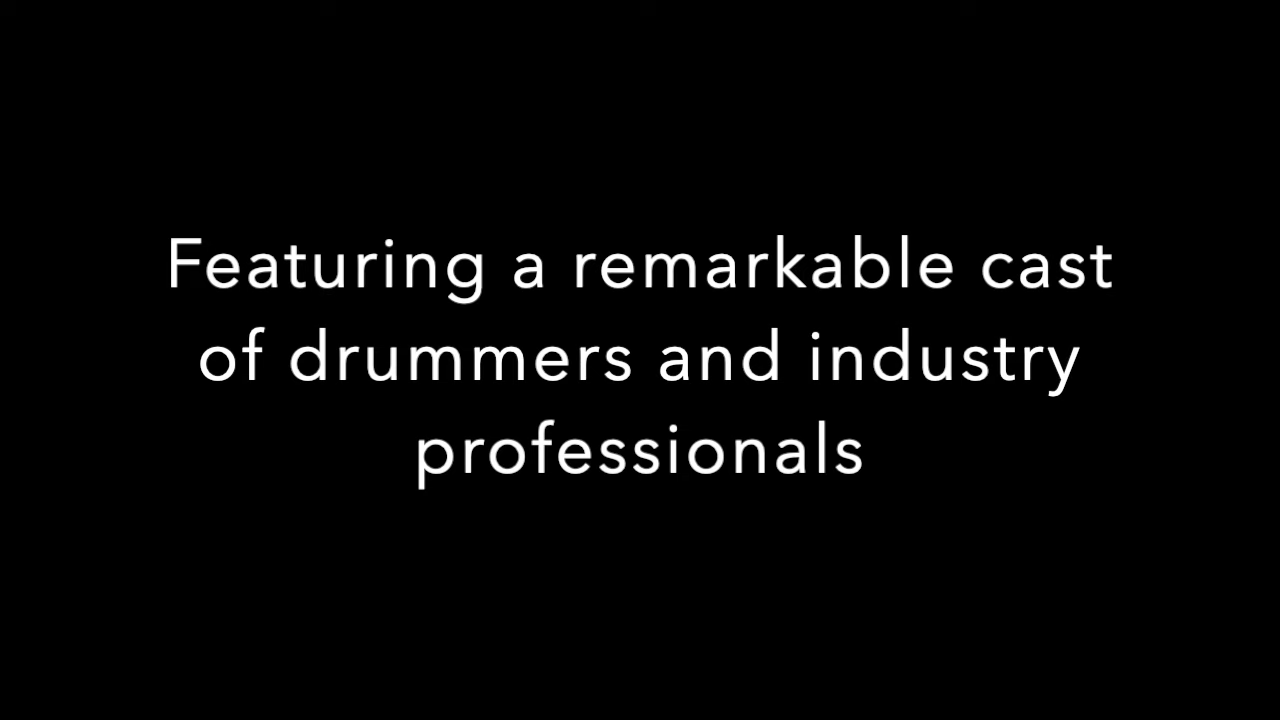 Featuring a remarkable cast
of drummers and industry
professionals